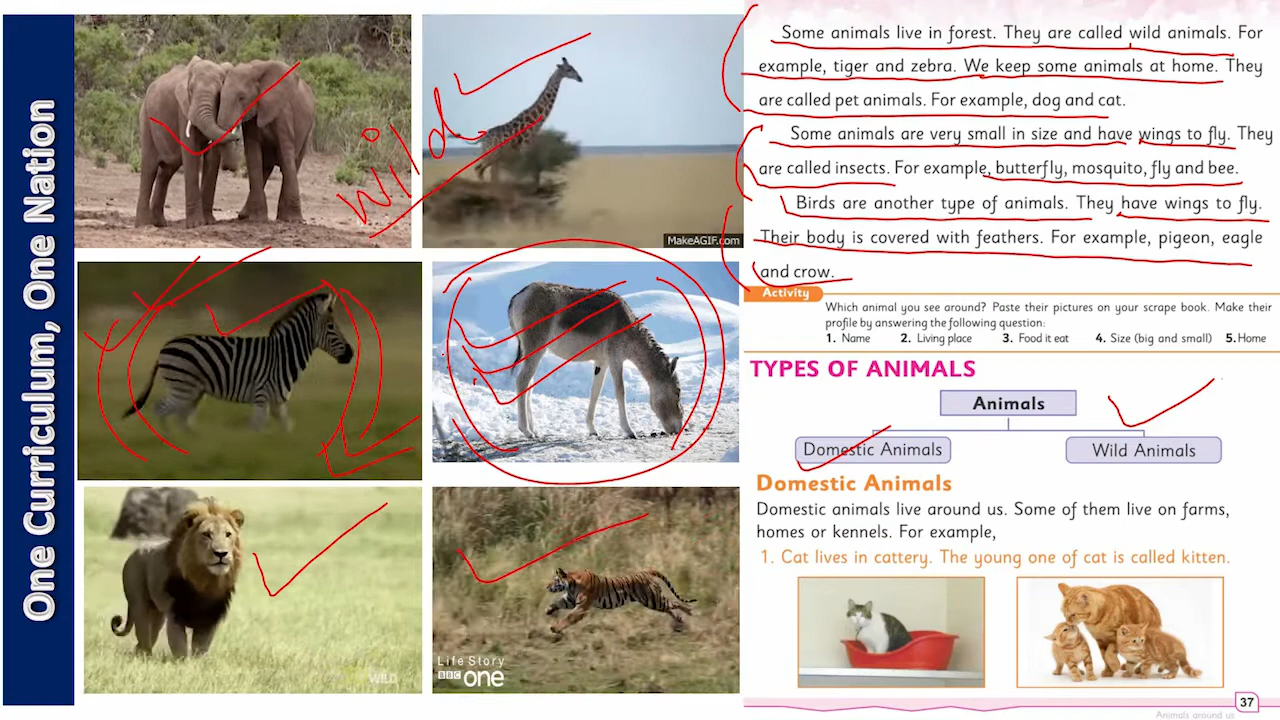 One Curriculum, One Nation
Wild
MakeAGIF.com
WILD
Life Story
BBC one
Some animals live in forest. They are called wild animals. For
example, tiger and zebra. We keep some animals at home. They
are called pet animals. For example, dog and cat.
Some animals are very small in size and have wings to fly. They
are called insects. For example, butterfly, mosquito, fly and bee.
Birds are another type of animals. They have wings to fly.
Their body is covered with feathers. For example, pigeon, eagle
and crow.
Activity
Which animal you see around? Paste their pictures on your scrape book. Make their
profile by answering the following question:
1. Name 2. Living place 3. Food it eat 4. Size (big and small) 5. Home
TYPES OF ANIMALS
Animals
Domestic Animals Wild Animals
Domestic Animals
Domestic animals live around us. Some of them live on farms,
homes or kennels. For example,
1. Cat lives in cattery. The young one of cat is called kitten.
37
Animals around us